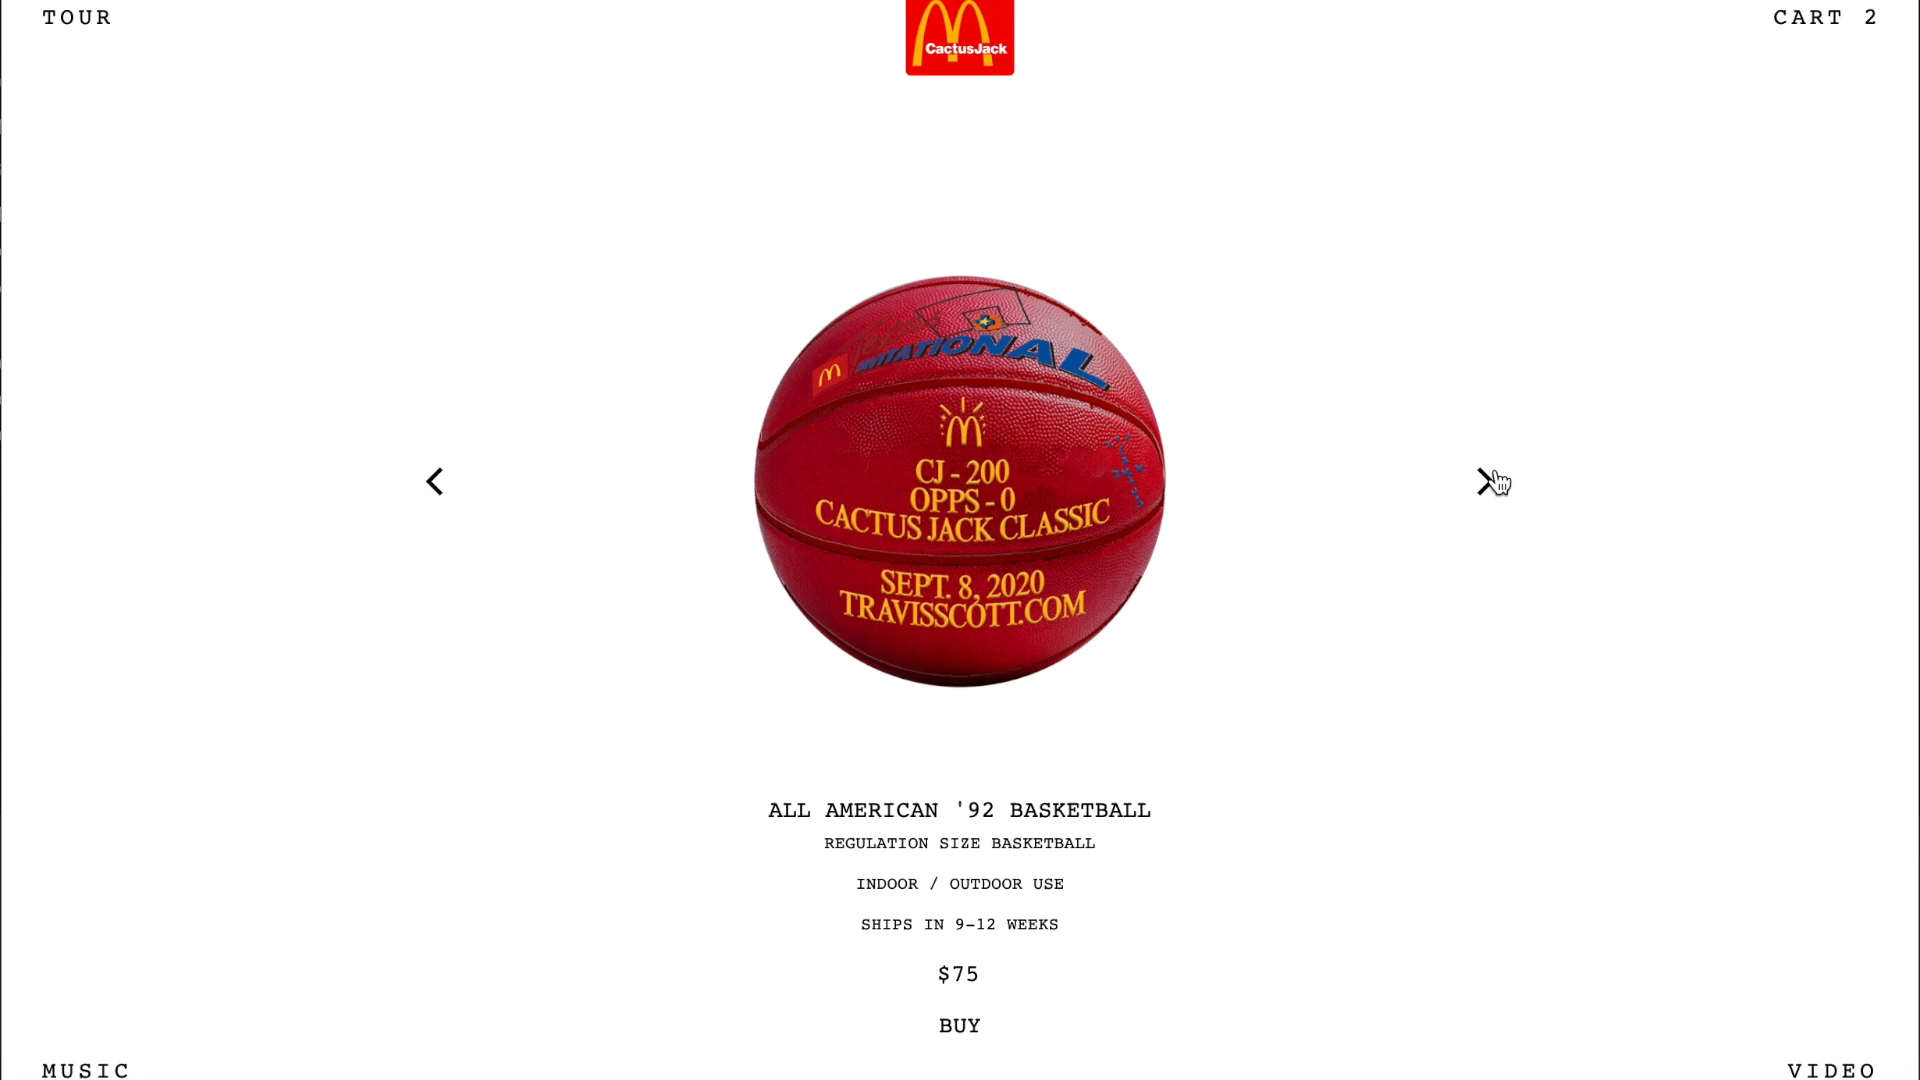 TOUR
CactusJack
CART 2
INVITATIONAL
CJ - 200
OPPS - 0
CACTUS JACK CLASSIC
SEPT. 8, 2020
TRAVISSCOTT.COM
ALL AMERICAN '92 BASKETBALL
REGULATION SIZE BASKETBALL
INDOOR / OUTDOOR USE
SHIPS IN 9-12 WEEKS
$75
BUY
MUSIC
VIDEO